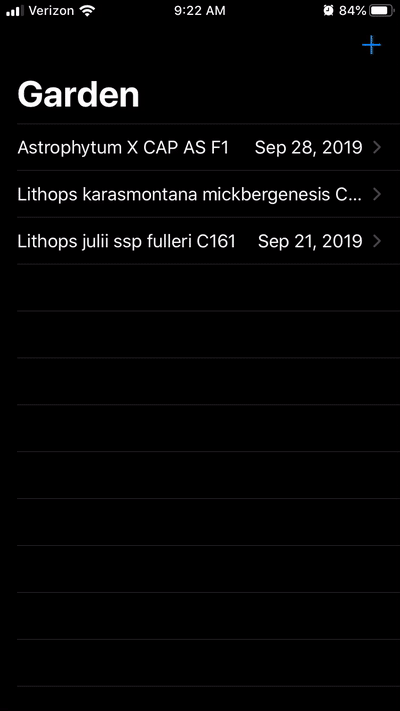 Verizon 9:22 AM 84%
Garden
Astrophytum X CAP AS F1 Sep 28, 2019
Lithops karasmontana mickbergenesis C...
Lithops julii ssp fulleri C161 Sep 21, 2019